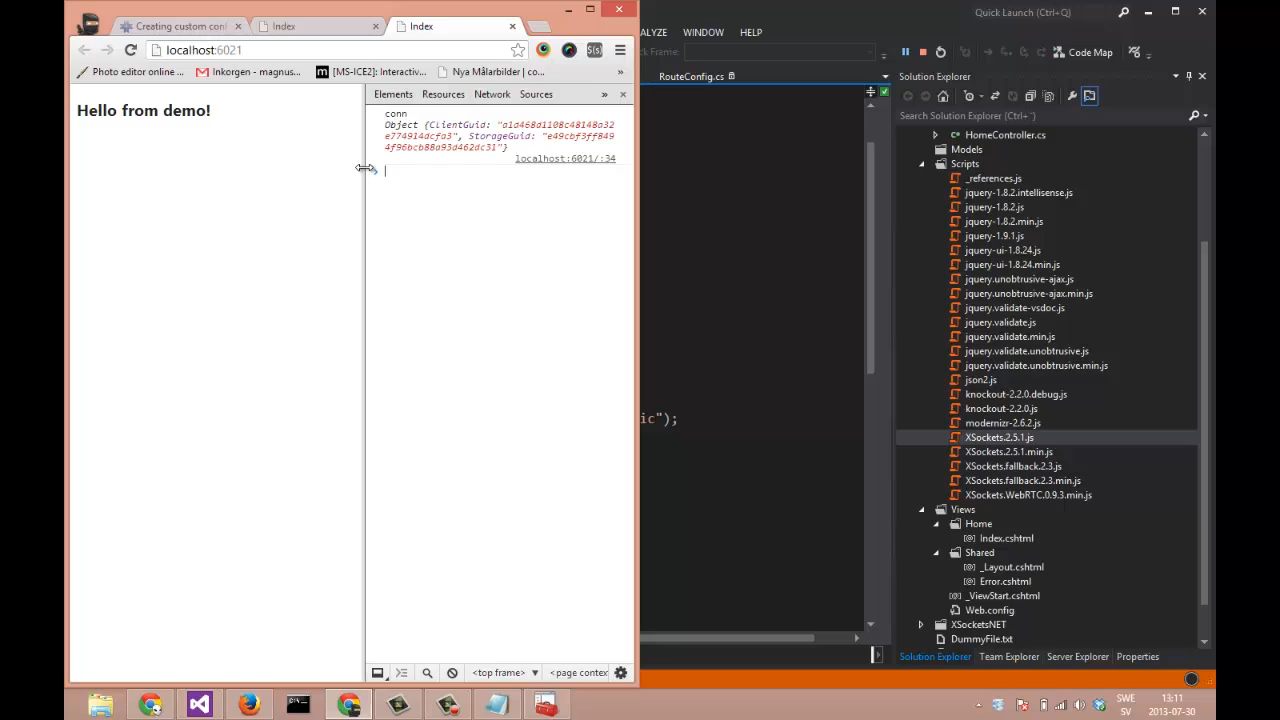 Quick Launch (Ctrl+Q)
Creating custom conf
Index
Index
localhost:6021
Photo editor online ...
Inkorgen - magnus...
[MS-ICE2]: Interactiv...
Nya Målarbilder | co...
»
ALYZE
WINDOW
HELP
Code Map
RouteConfig.cs
Solution Explorer
Search Solution Explorer (Ctrl+')
Elements
Resources
Network
Sources
»
Hello from demo!
conn
localhost:6021/:34
ic");
HomeController.cs
Models
Scripts
_references.js
jquery-1.8.2.intellisense.js
jquery-1.8.2.js
jquery-1.8.2.min.js
jquery-1.9.1.js
jquery-ui-1.8.24.js
jquery-ui-1.8.24.min.js
jquery.unobtrusive-ajax.js
jquery.unobtrusive-ajax.min.js
jquery.validate-vsdoc.js
jquery.validate.js
jquery.validate.min.js
jquery.validate.unobtrusive.js
jquery.validate.unobtrusive.min.js
json2.js
knockout-2.2.0.debug.js
knockout-2.2.0.js
modernizr-2.6.2.js
XSockets.2.5.1.js
XSockets.2.5.1.min.js
XSockets.fallback.2.3.js
XSockets.fallback.2.3.min.js
XSockets.WebRTC.0.9.3.min.js
Views
Home
Index.cshtml
Shared
_Layout.cshtml
Error.cshtml
_ViewStart.cshtml
Web.config
XSocketsNET
DummyFile.txt
Solution Explorer
Team Explorer
Server Explorer
Properties
<top frame>
<page contex
SWE
SV
13:11
2013-07-30